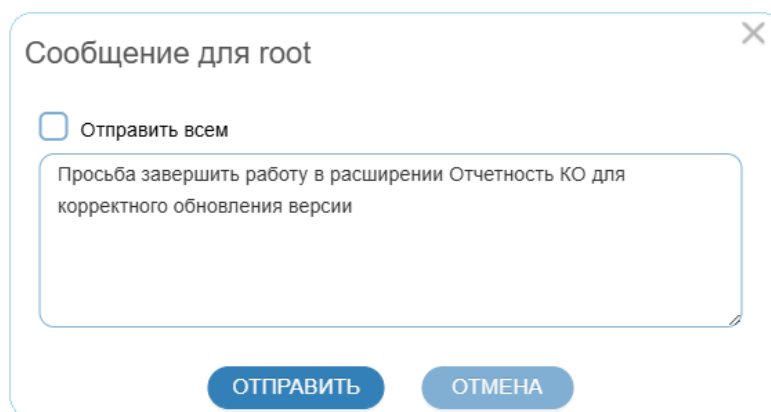 Сообщение для root
Отправить всем
Просьба завершить работу в расширении Отчетность КО для
корректного обновления версии
ОТПРАВИТЬ
ОТМЕНА